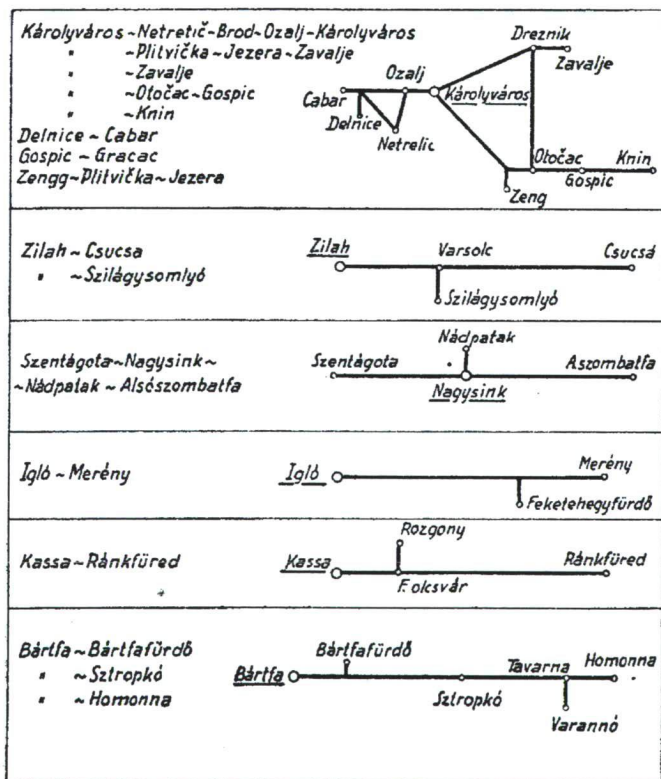 Károlyváros ~Netretič-Brod-Ozalj-Károlyváros
" ~Plitvička-Jezera-Zavalje
" ~Zavalje
" ~Otočac~Gospic
" ~Knin
Delnice ~ Cabar
Gospic ~ Gracac
Zengg~Plitvička~Jezera
Dreznik
Zavalje
Ozalj
Cabar
Károlyváros
Delnice
Netrelic
Otočac
Knin
Gospic
Zeng
Zilah ~ Csucsa
" ~ Szilágysomlyó
Zilah
Varsolc
Csucsá
Szilágysomlyó
Szentágota~Nagysink~
~Nádpatak ~ Alsószombatfa
Nádpatak
Szentágota
Aszombatfa
Nagysink
Igló ~ Merény
Igló
Merény
Feketehegyfürdő
Kassa~Ránkfüred
Rozgony
Kassa
Ránkfüred
F.olcsvár
Bártfa~Bártfafürdő
" ~Sztropkó
" ~Homonna
Bártfafürdő
Bártfa
Tavarna
Homonna
Sztropkó
Varannó